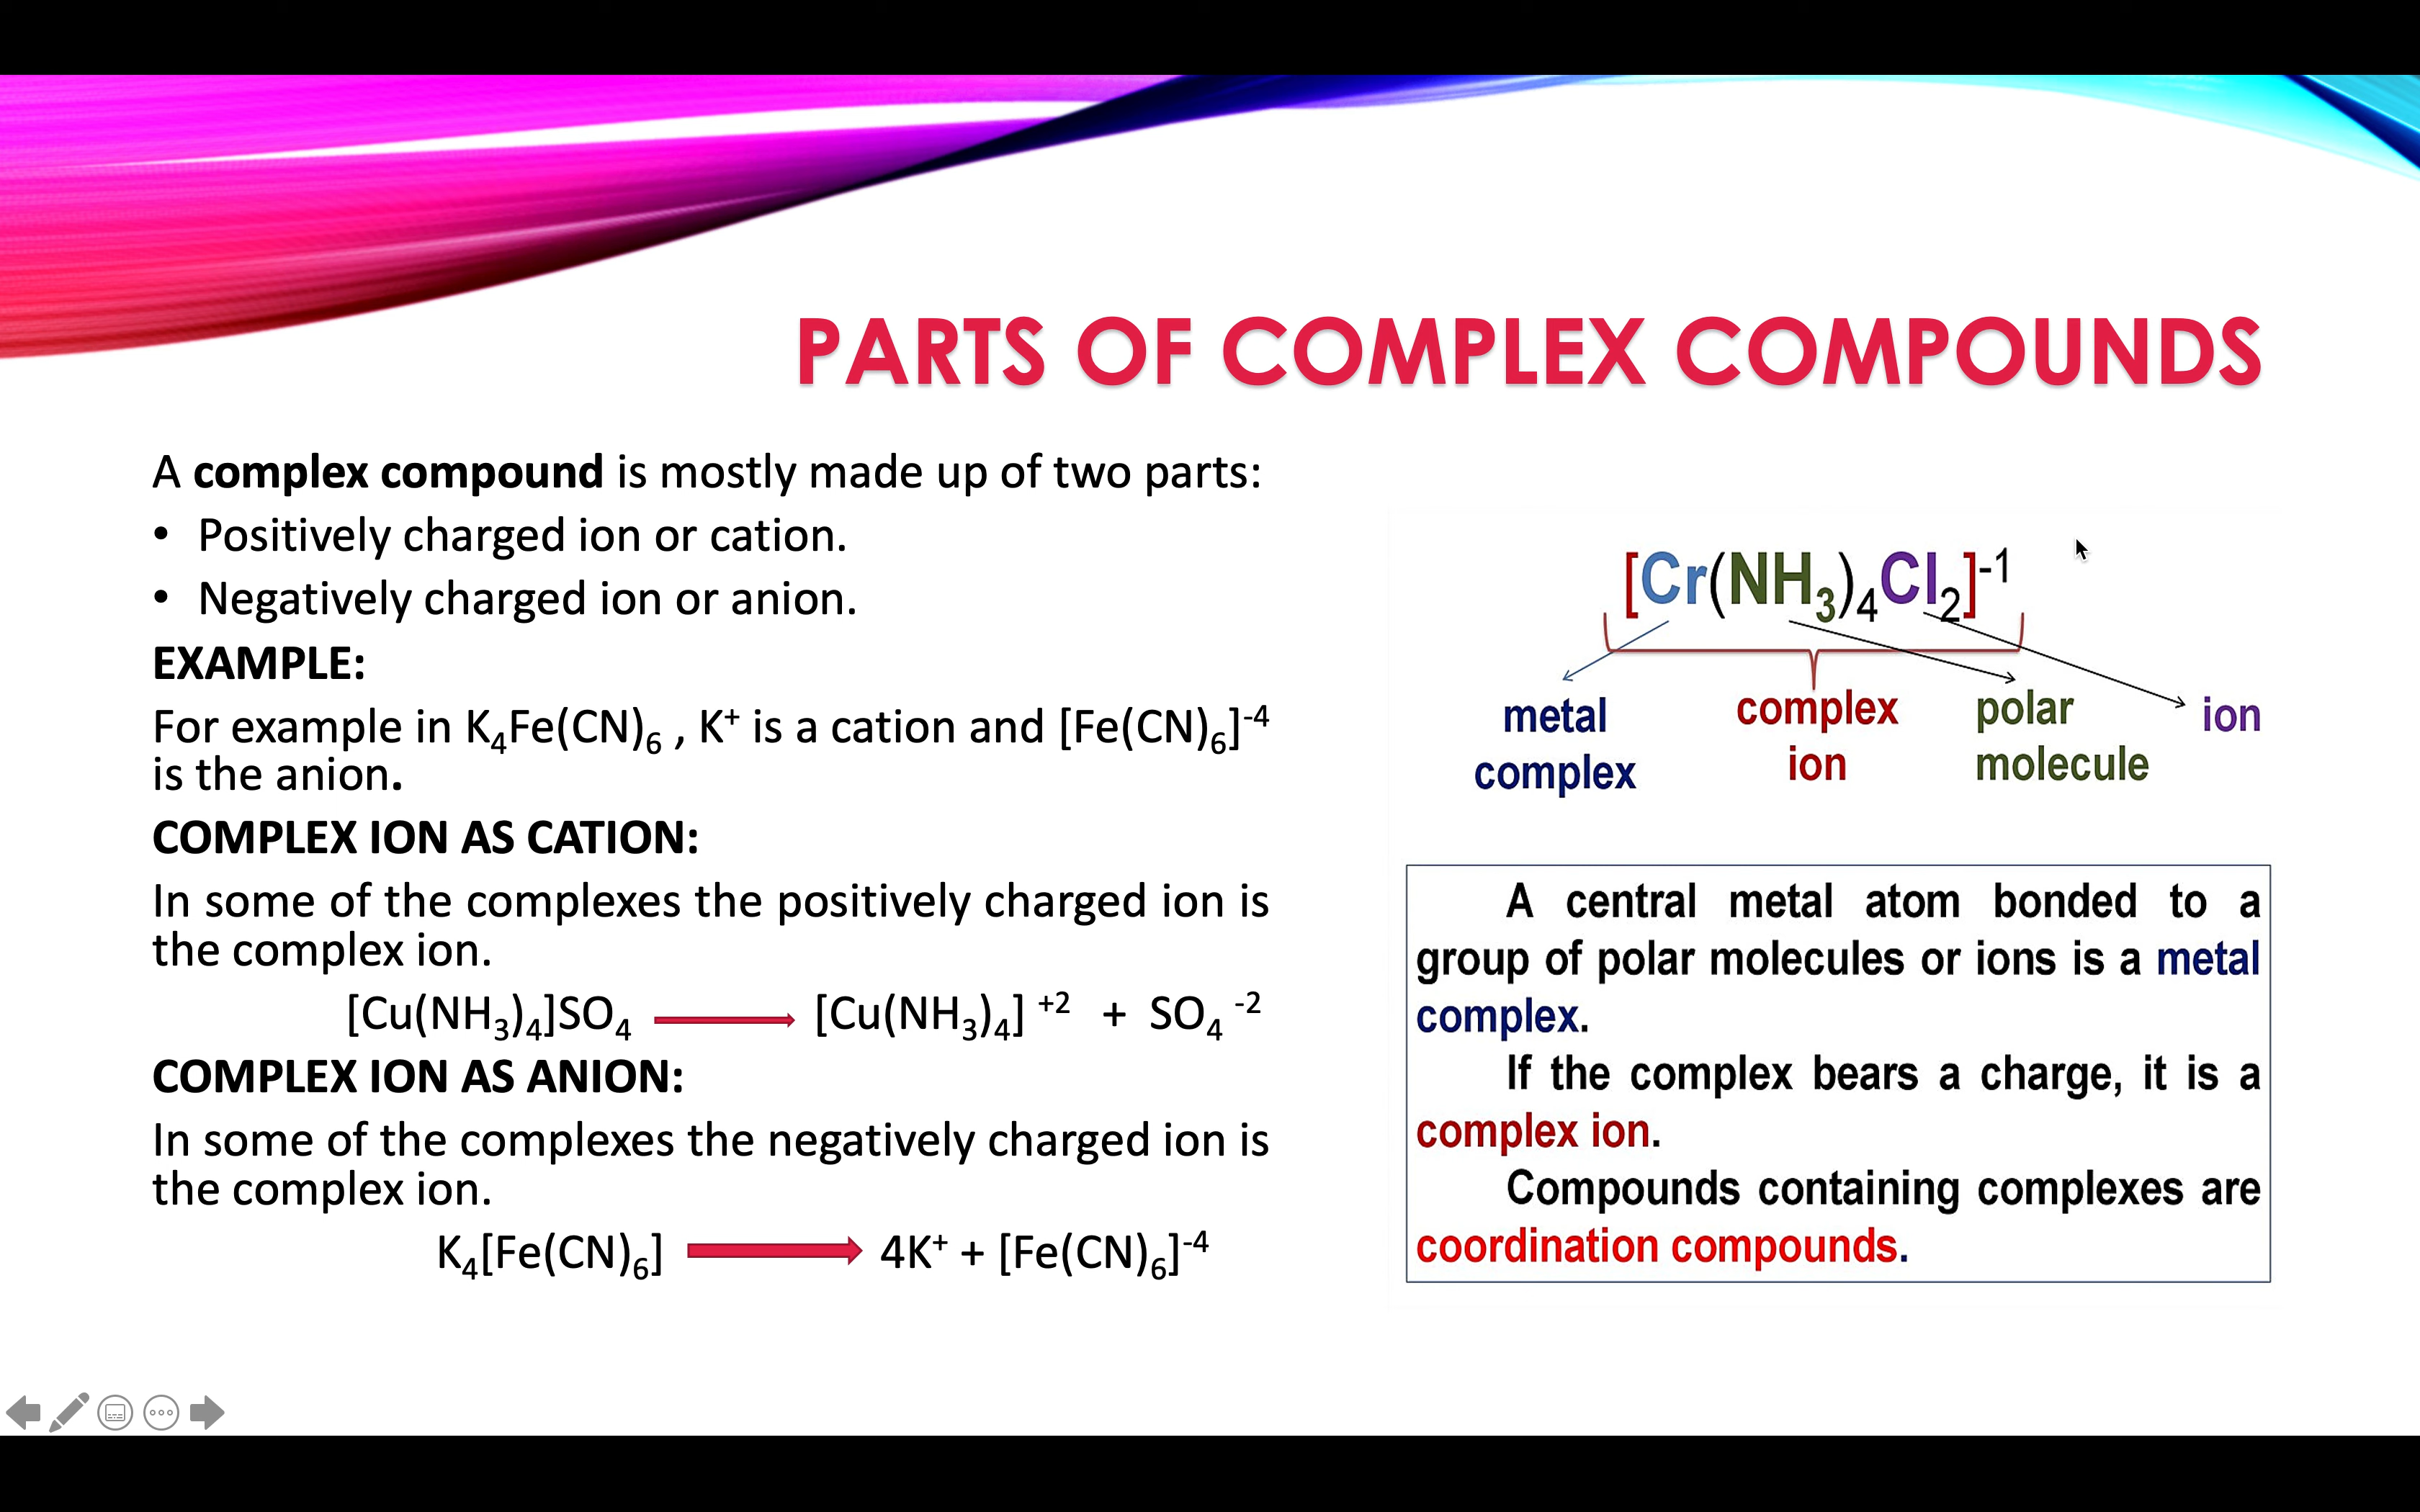 PARTS OF COMPLEX COMPOUNDS
A complex compound is mostly made up of two parts:
• Positively charged ion or cation.
• Negatively charged ion or anion.
EXAMPLE:
For example in K₄Fe(CN)₆ , K⁺ is a cation and [Fe(CN)₆]⁻⁴
is the anion.
COMPLEX ION AS CATION:
In some of the complexes the positively charged ion is
the complex ion.
[Cu(NH₃)₄]SO₄ → [Cu(NH₃)₄] ⁺² + SO₄ ⁻²
COMPLEX ION AS ANION:
In some of the complexes the negatively charged ion is
the complex ion.
K₄[Fe(CN)₆] → 4K⁺ + [Fe(CN)₆]⁻⁴
[Cr(NH₃)₄Cl₂]⁻¹
metal
complex
complex
ion
polar
molecule
ion
A central metal atom bonded to a
group of polar molecules or ions is a metal
complex.
If the complex bears a charge, it is a
complex ion.
Compounds containing complexes are
coordination compounds.